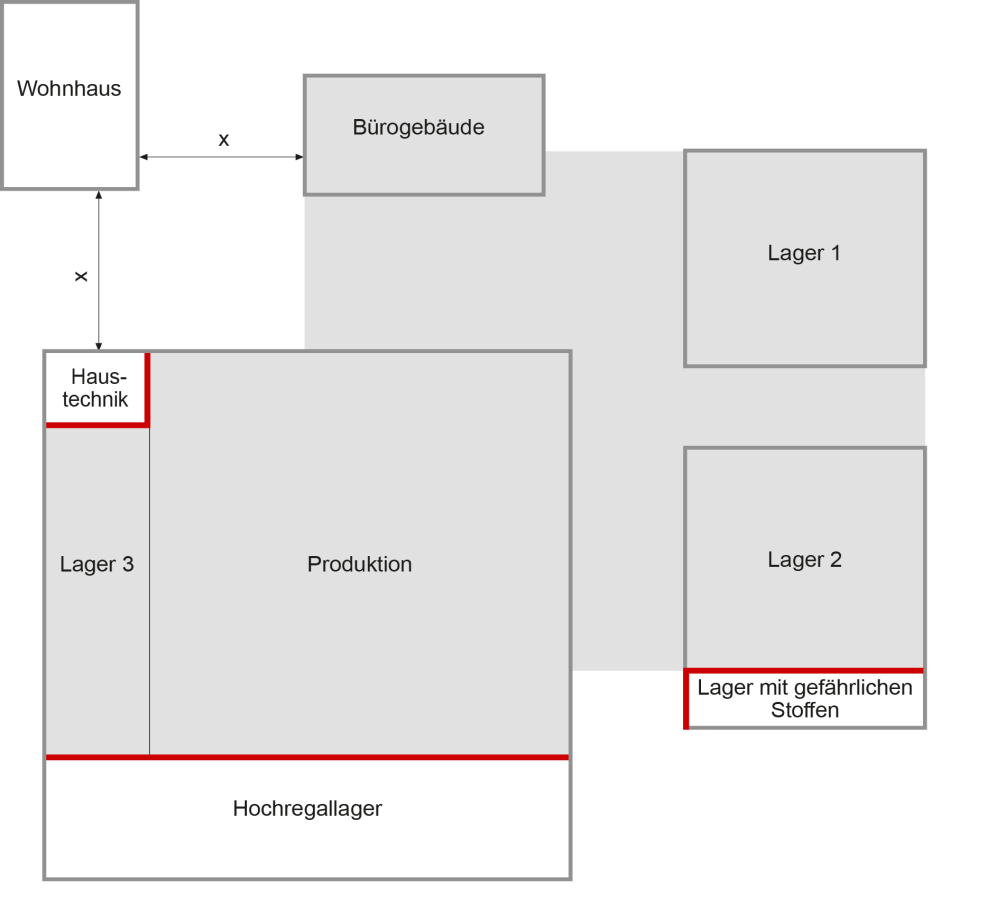 Wohnhaus
Bürogebäude
x
Lager 1
x
Haus-
technik
Lager 3
Produktion
Lager 2
Lager mit gefährlichen
Stoffen
Hochregallager